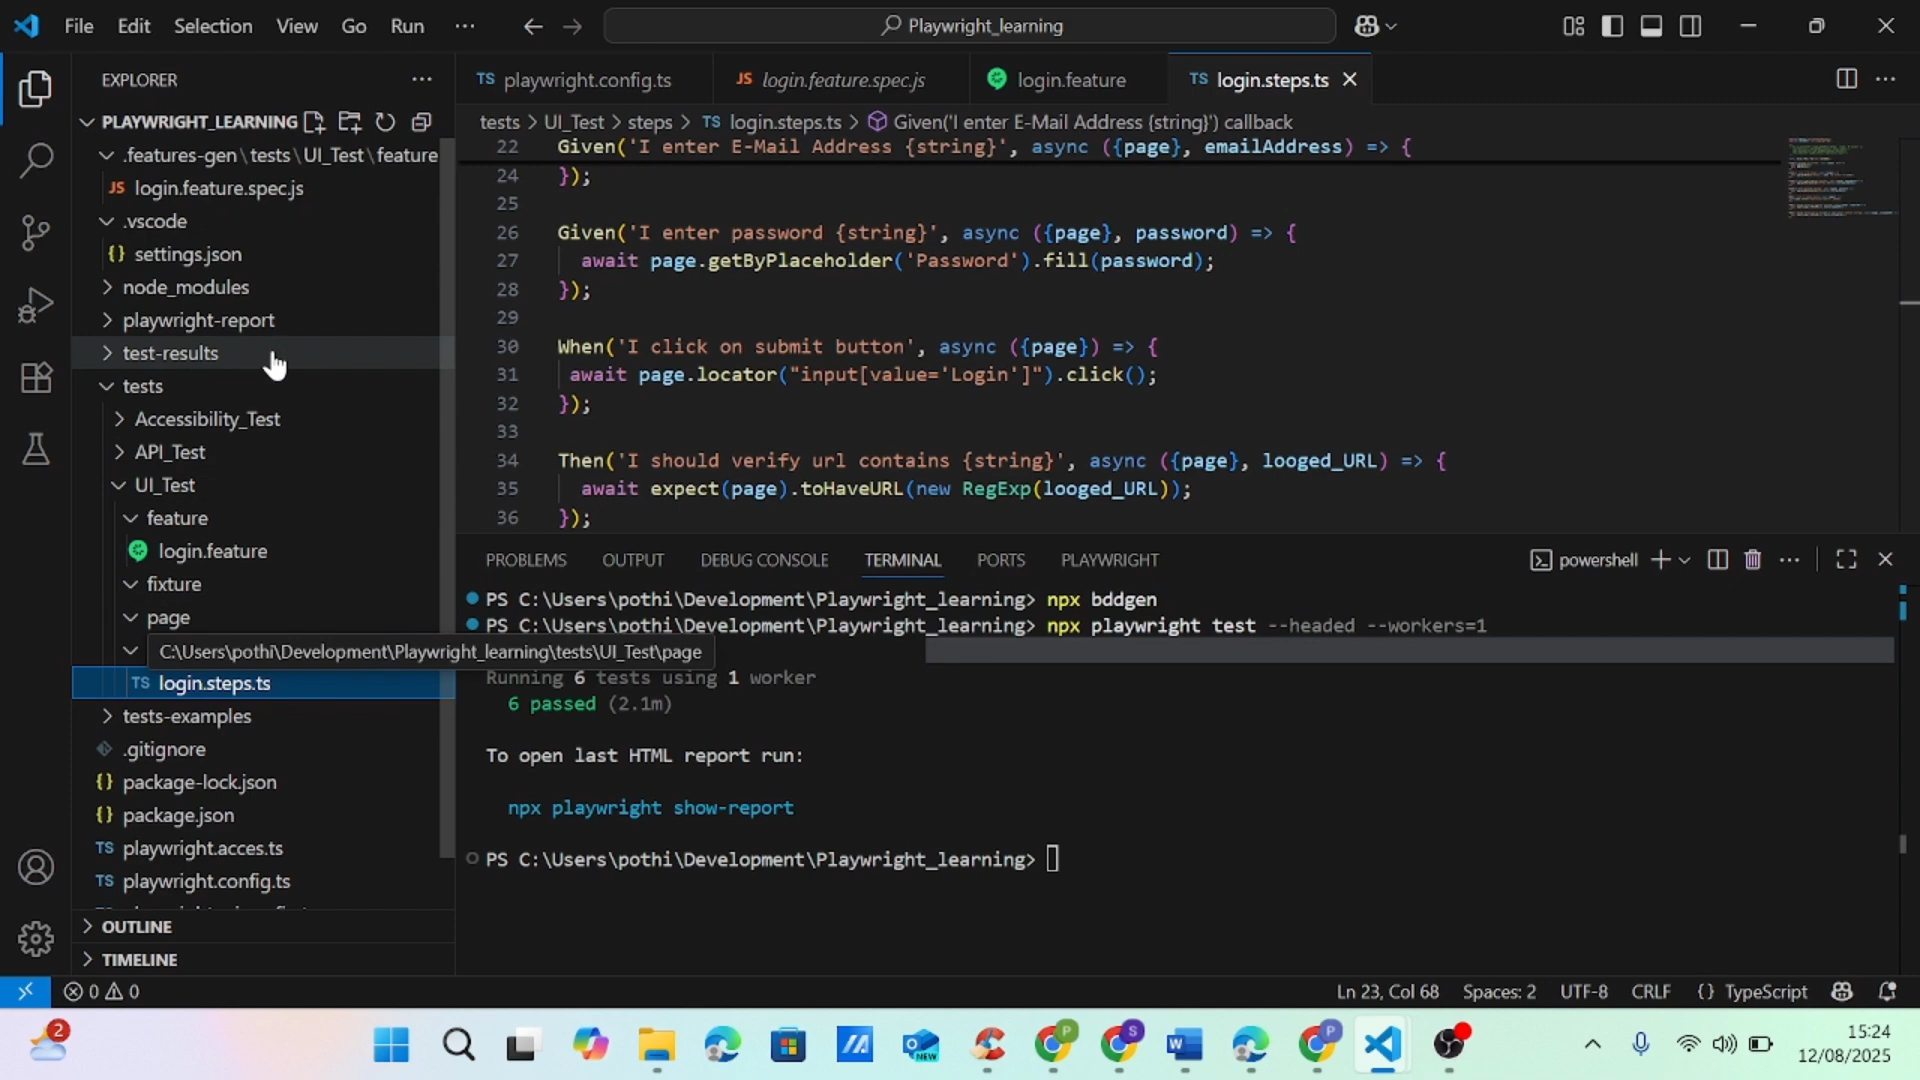 File Edit Selection View Go Run ···
Playwright_learning
EXPLORER
PLAYWRIGHT_LEARNING
.features-gen\tests\UI_Test\feature
JS login.feature.spec.js
.vscode
{} settings.json
node_modules
playwright-report
test-results
tests
Accessibility_Test
API_Test
UI_Test
feature
login.feature
fixture
page
C:\Users\pothi\Development\Playwright_learning\tests\UI_Test\page
TS login.steps.ts
tests-examples
.gitignore
{} package-lock.json
{} package.json
TS playwright.acces.ts
TS playwright.config.ts
OUTLINE
TIMELINE
TS playwright.config.ts JS login.feature.spec.js login.feature TS login.steps.ts
tests > UI_Test > steps > TS login.steps.ts > Given('I enter E-Mail Address {string}') callback
22 Given('I enter E-Mail Address {string}', async ({page}, emailAddress) => {
24 });
25
26 Given('I enter password {string}', async ({page}, password) => {
27 await page.getByPlaceholder('Password').fill(password);
28 });
29
30 When('I click on submit button', async ({page}) => {
31 await page.locator("input[value='Login']").click();
32 });
33
34 Then('I should verify url contains {string}', async ({page}, looged_URL) => {
35 await expect(page).toHaveURL(new RegExp(looged_URL));
36 });
PROBLEMS OUTPUT DEBUG CONSOLE TERMINAL PORTS PLAYWRIGHT
powershell
PS C:\Users\pothi\Development\Playwright_learning> npx bddgen
PS C:\Users\pothi\Development\Playwright_learning> npx playwright test --headed --workers=1
Running 6 tests using 1 worker
6 passed (2.1m)
To open last HTML report run:
npx playwright show-report
PS C:\Users\pothi\Development\Playwright_learning>
0 0
Ln 23, Col 68 Spaces: 2 UTF-8 CRLF {} TypeScript
2
NEW
P
S
P
15:24
12/08/2025